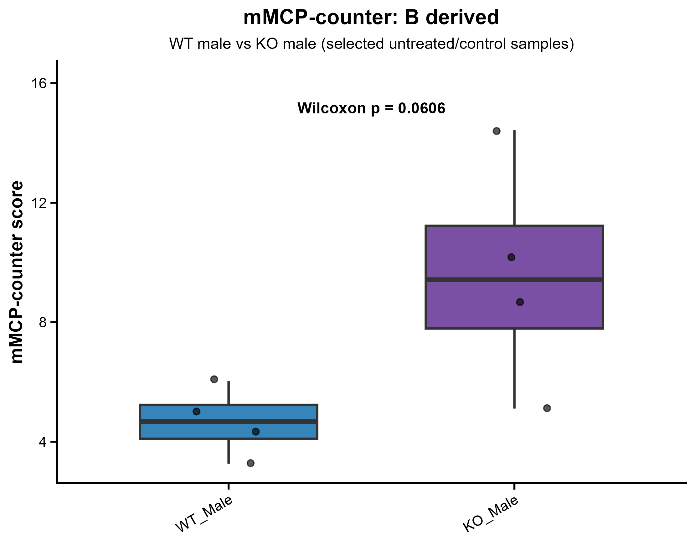 mMCP-counter: B derived
WT male vs KO male (selected untreated/control samples)
Wilcoxon p = 0.0606
mMCP-counter score
16
12
8
4
WT_Male
KO_Male